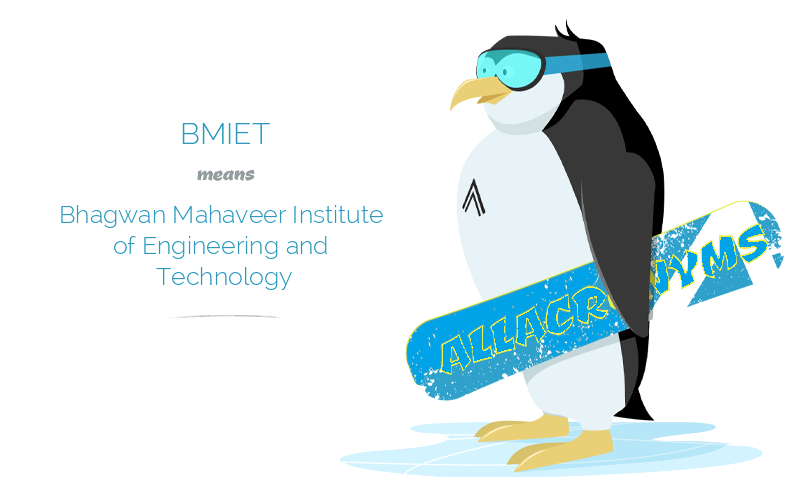 BMIET
means
Bhagwan Mahaveer Institute
of Engineering and
Technology
ALLACRONYMS